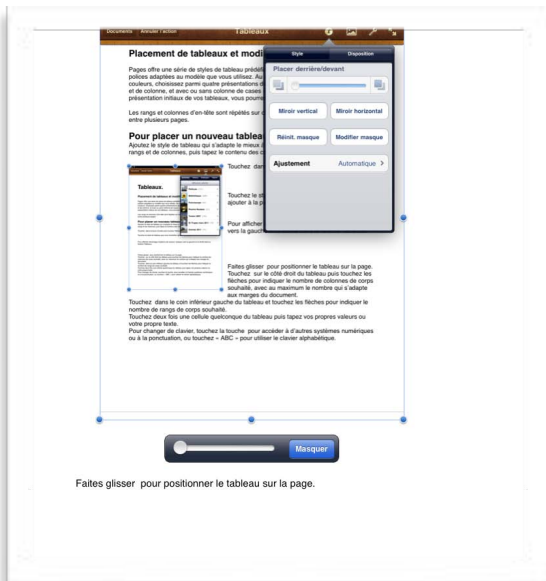 Documents Annuler l'action Tableaux
Placement de tableaux et modi
Pages offre une série de styles de tableau prédéfi
polices adaptées au modèle que vous utilisez. Au
couleurs, choisissez parmi quatre présentations d
et de colonne, et avec ou sans colonne de cases
présentation initiaux de vos tableaux, vous pourre
Les rangs et colonnes d'en-tête sont répétés sur
entre plusieurs pages.
Pour placer un nouveau tablea
Ajoutez le style de tableau qui s'adapte le mieux à
rangs et de colonnes, puis tapez le contenu des c
Style Disposition
Placer derrière/devant
Miroir vertical Miroir horizontal
Réinit. masque Modifier masque
Ajustement Automatique
Tableaux.
Touchez dan
Touchez le st
ajouter à la p
Pour afficher
vers la gauch
Faites glisser pour positionner le tableau sur la page.
Touchez sur le côté droit du tableau puis touchez les
flèches pour indiquer le nombre de colonnes de corps
souhaité, avec au maximum le nombre qui s'adapte
aux marges du document.
Touchez dans le coin inférieur gauche du tableau et touchez les flèches pour indiquer le
nombre de rangs de corps souhaité.
Touchez deux fois une cellule quelconque du tableau puis tapez vos propres valeurs ou
votre propre texte.
Pour changer de clavier, touchez la touche pour accéder à d'autres systèmes numériques
ou à la ponctuation, ou touchez « ABC » pour utiliser le clavier alphabétique.
Masquer
Faites glisser pour positionner le tableau sur la page.